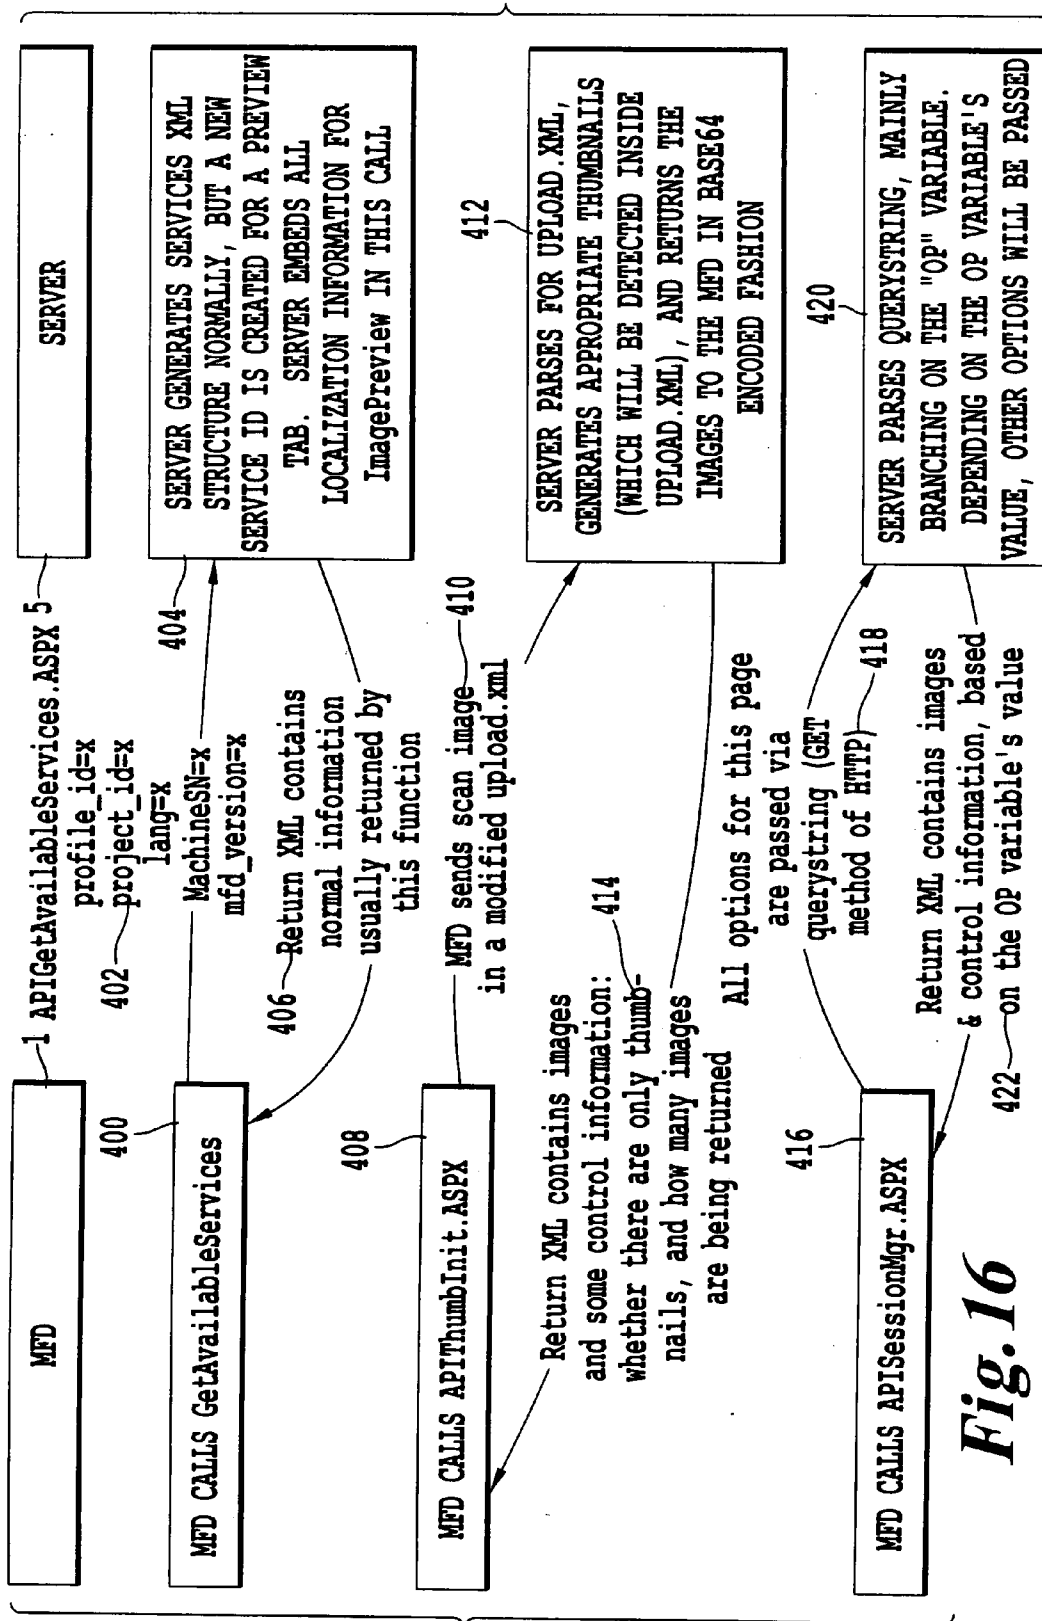 MFD
1
APIGetAvailableServices.ASPX
5
SERVER
profile_id=x
402
project_id=x
lang=x
MachineSN=x
mfd_version=x
400
MFD CALLS GetAvailableServices
404
SERVER GENERATES SERVICES XML
STRUCTURE NORMALLY, BUT A NEW
SERVICE ID IS CREATED FOR A PREVIEW
TAB. SERVER EMBEDS ALL
LOCALIZATION INFORMATION FOR
ImagePreview IN THIS CALL
406
Return XML contains
normal information
usually returned by
this function
408
MFD CALLS APIThumbInit.ASPX
MFD sends scan image
410
in a modified upload.xml
412
SERVER PARSES FOR UPLOAD.XML,
GENERATES APPROPRIATE THUMBNAILS
(WHICH WILL BE DETECTED INSIDE
UPLOAD.XML), AND RETURNS THE
IMAGES TO THE MFD IN BASE64
ENCODED FASHION
Return XML contains images
and some control information:
414
whether there are only thumb-
nails, and how many images
are being returned
416
MFD CALLS APISessionMgr.ASPX
All options for this page
are passed via
querystring (GET
method of HTTP)
418
420
SERVER PARSES QUERYSTRING, MAINLY
BRANCHING ON THE "OP" VARIABLE.
DEPENDING ON THE OP VARIABLE'S
VALUE, OTHER OPTIONS WILL BE PASSED
Return XML contains images
& control information, based
422
on the OP variable's value
Fig. 16